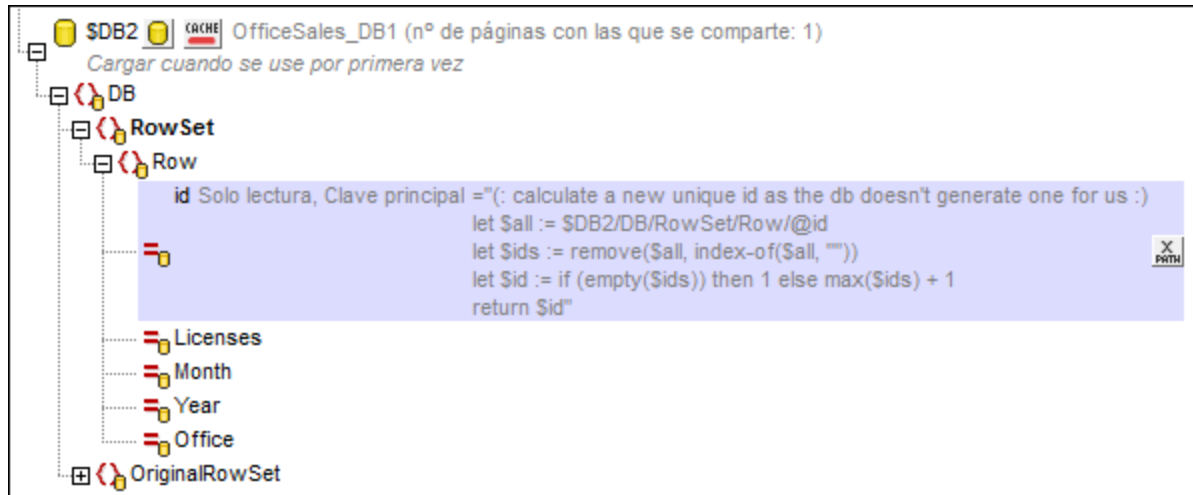 $DB2 CACHE OfficeSales_DB1 (nº de páginas con las que se comparte: 1)
Cargar cuando se use por primera vez
DB
RowSet
Row
id Solo lectura, Clave principal ="(: calculate a new unique id as the db doesn't generate one for us :)
let $all := $DB2/DB/RowSet/Row/@id
let $ids := remove($all, index-of($all, ""))
let $id := if (empty($ids)) then 1 else max($ids) + 1
return $id"
X
PATH
Licenses
Month
Year
Office
OriginalRowSet